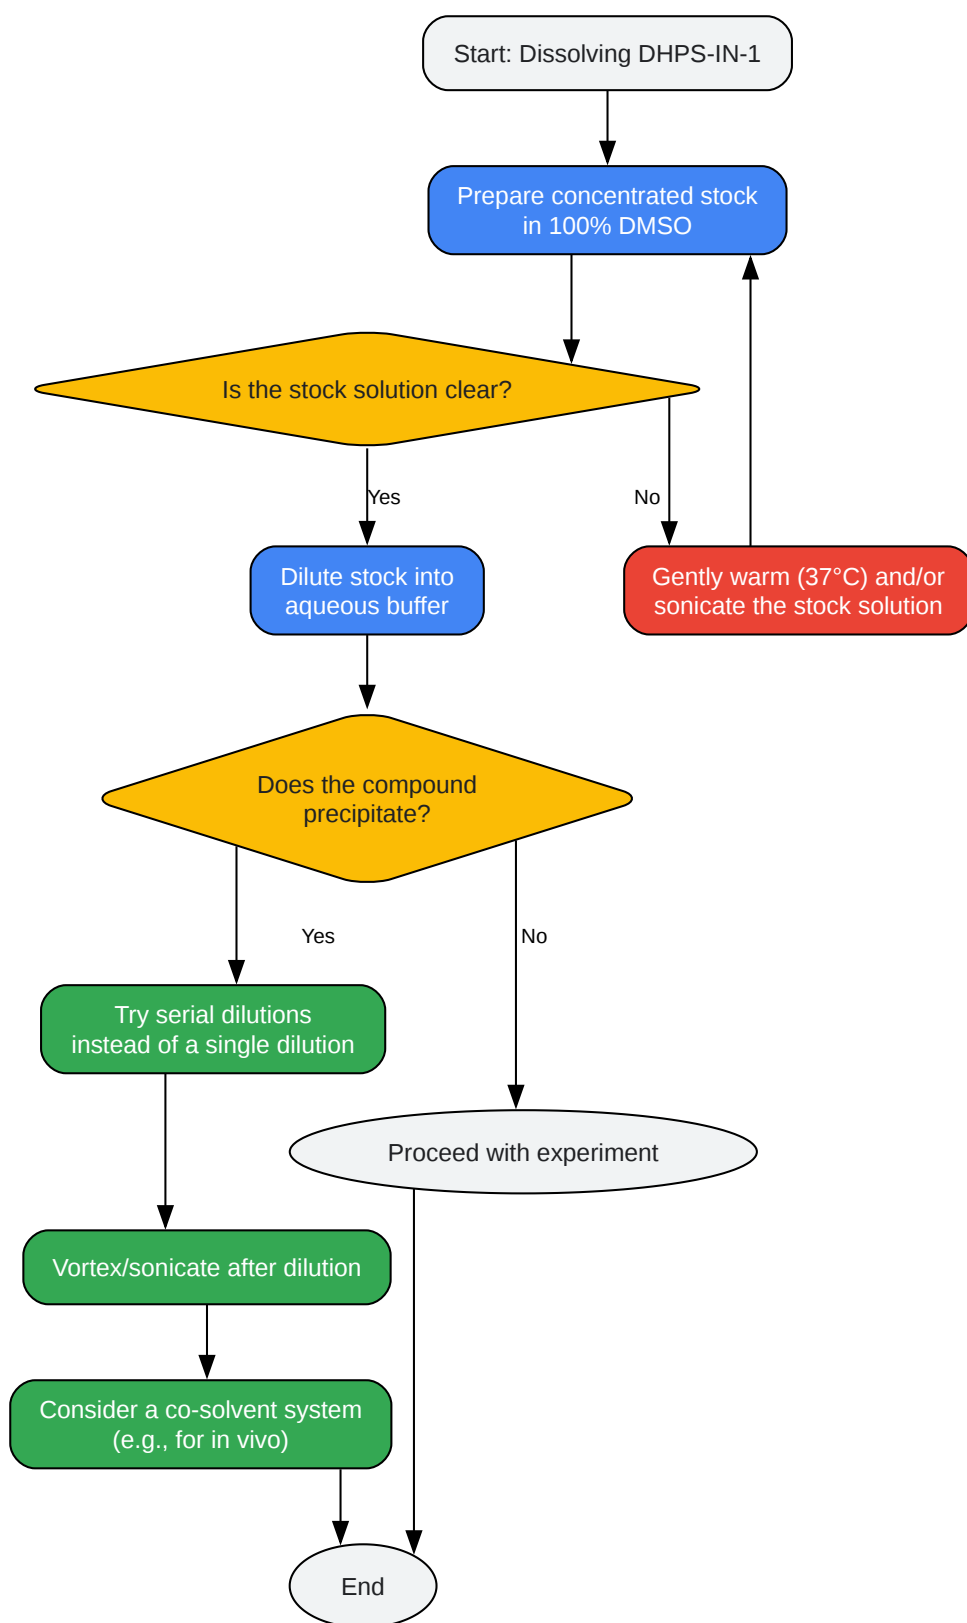 Start: Dissolving DHPS-IN-1
Prepare concentrated stock
in 100% DMSO
Is the stock solution clear?
Yes
No
Dilute stock into
aqueous buffer
Gently warm (37°C) and/or
sonicate the stock solution
Does the compound
precipitate?
Yes
No
Try serial dilutions
instead of a single dilution
Proceed with experiment
Vortex/sonicate after dilution
Consider a co-solvent system
(e.g., for in vivo)
End